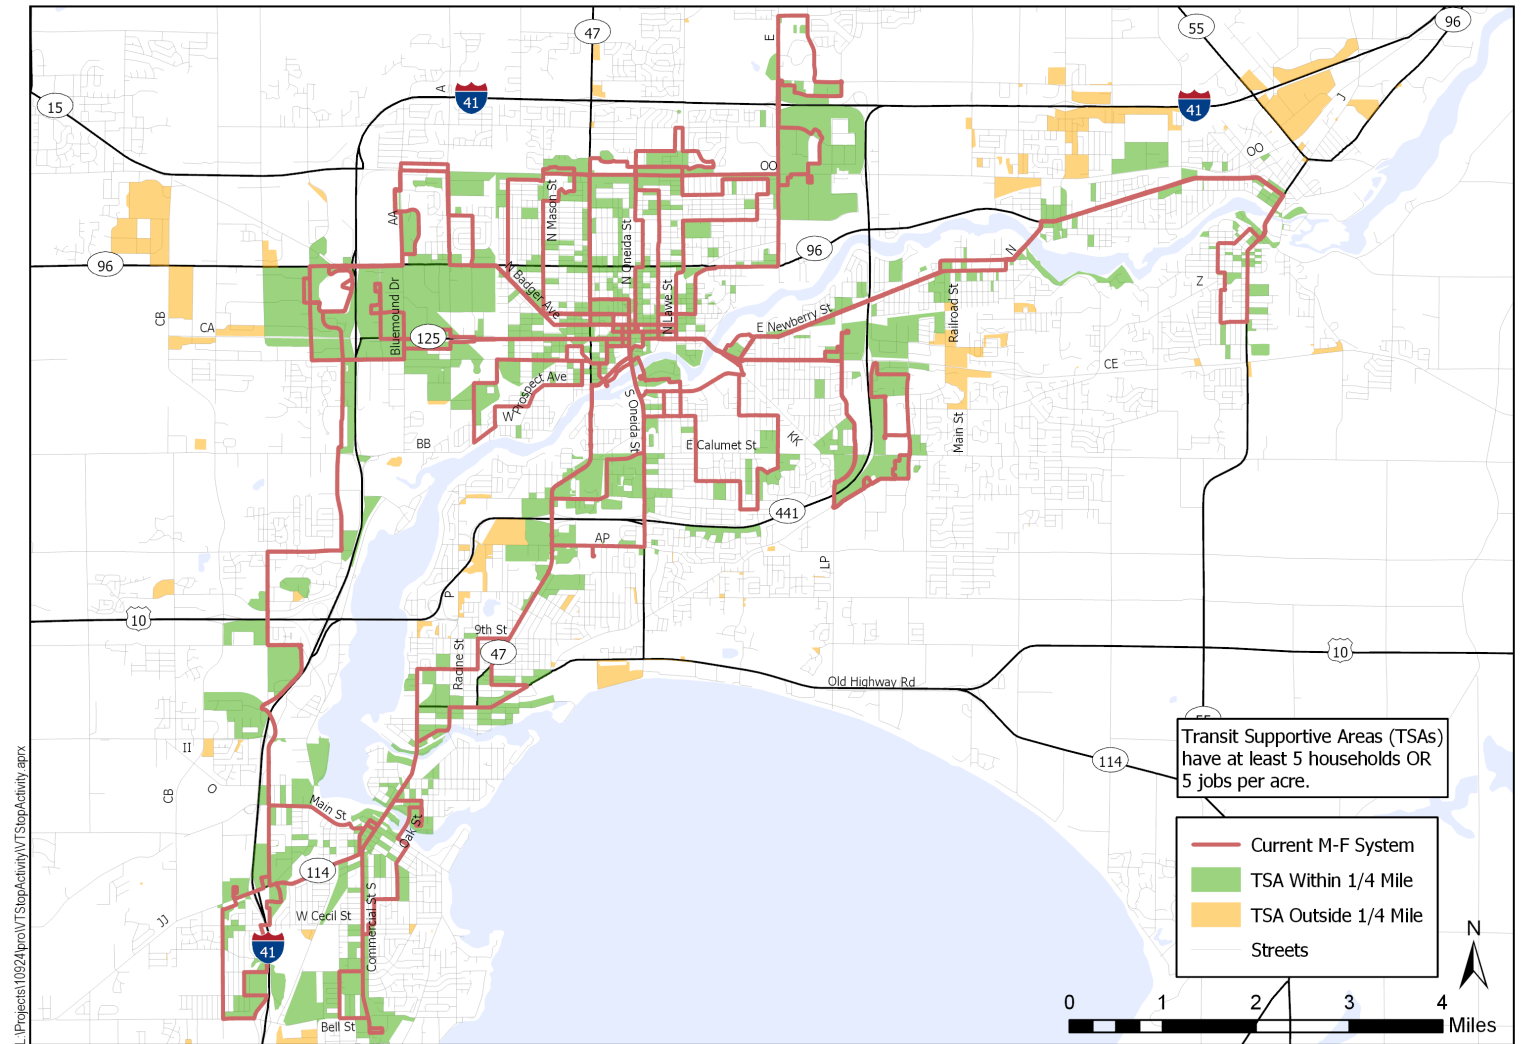 47
E
55
96
A
41
15
41
J
OO
OO
AA
N Mason St
N Oneida St
96
N
96
Z
N Badger Ave
N Lawe St
Railroad St
CB
CA
Bluemound Dr
E Newberry St
125
CE
W Prospect Ave
S Oneida St
BB
E Calumet St
KK
Main St
441
AP
LP
P
10
9th St
Racine St
47
10
Old Highway Rd
55
Transit Supportive Areas (TSAs)
have at least 5 households OR
5 jobs per acre.
II
114
CB
O
Main St
Oak St
114
Current M-F System
TSA Within 1/4 Mile
TSA Outside 1/4 Mile
Streets
W Cecil St
Commercial St S
JJ
41
N
Bell St
0 1 2 3 4
Miles
L:\Projects\10924\pro\VTStopActivity\VTStopActivity.aprx